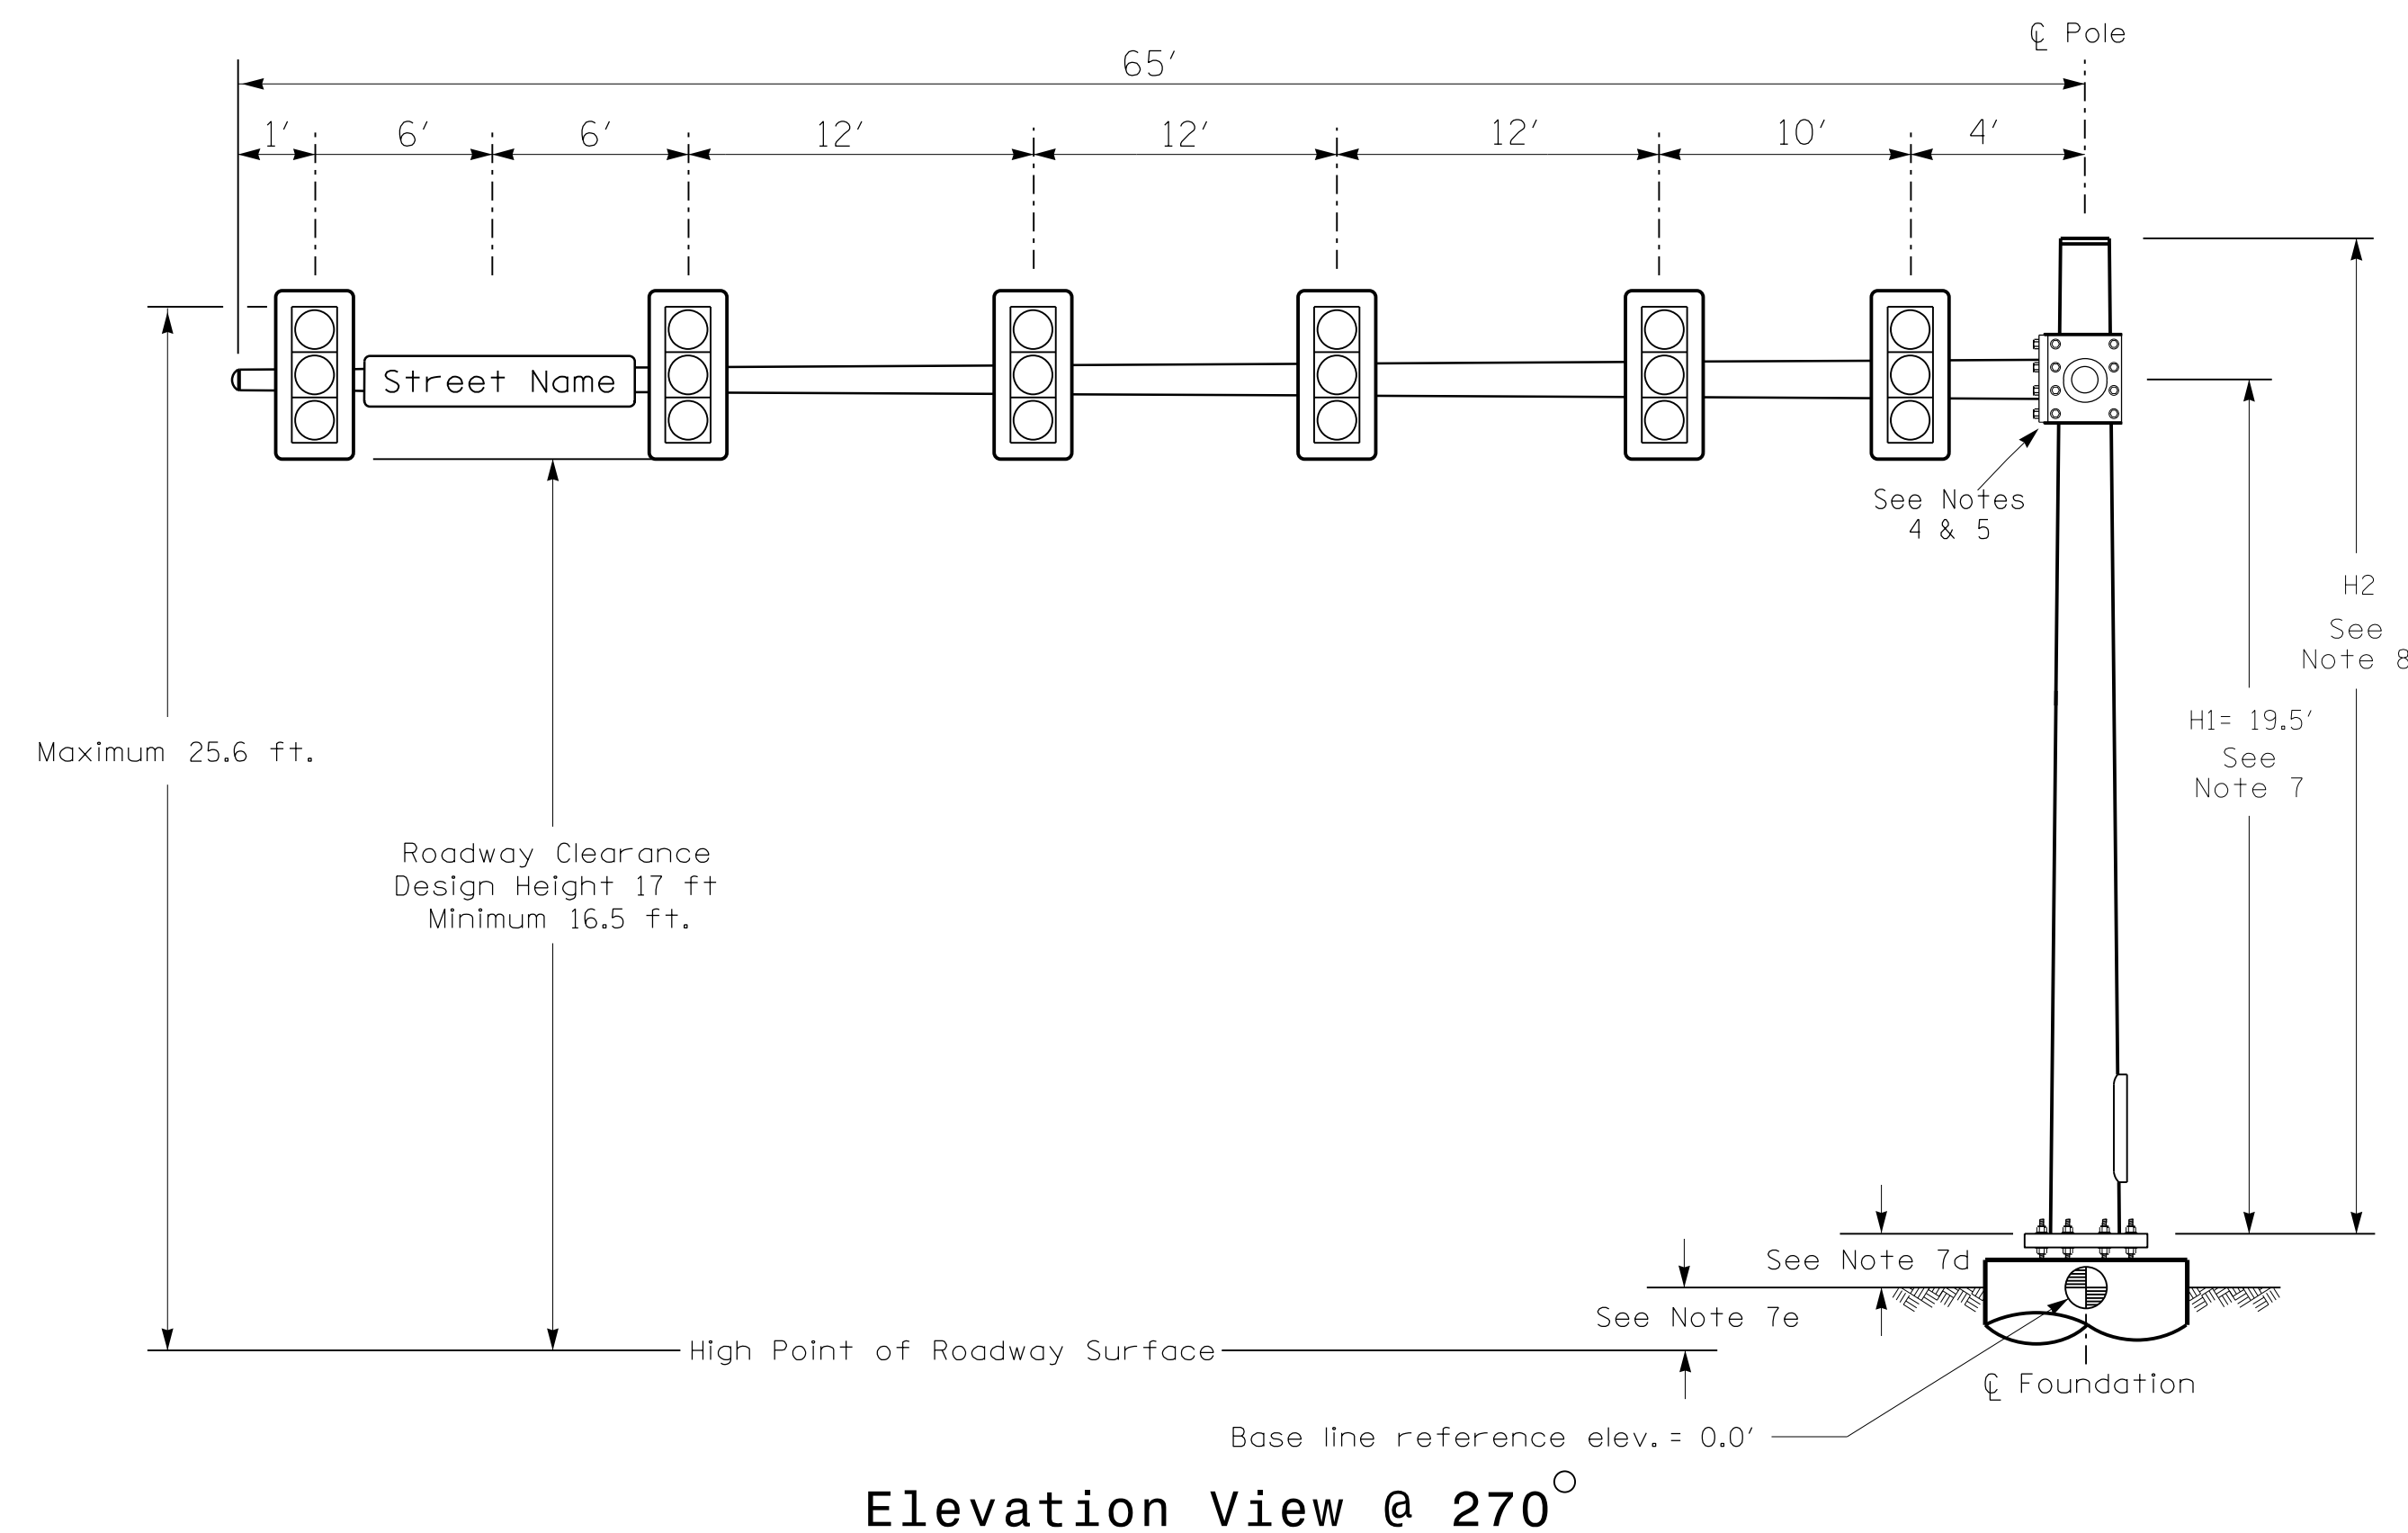 ℄ Pole
65'
1' 6' 6' 12' 12' 12' 10' 4'
Street Name
See Notes
4 & 5
H2
See
Note 8
H1= 19.5'
See
Note 7
Maximum 25.6 ft.
Roadway Clearance
Design Height 17 ft
Minimum 16.5 ft.
See Note 7d
See Note 7e
High Point of Roadway Surface
℄ Foundation
Base line reference elev. = 0.0'
Elevation View @ 270°